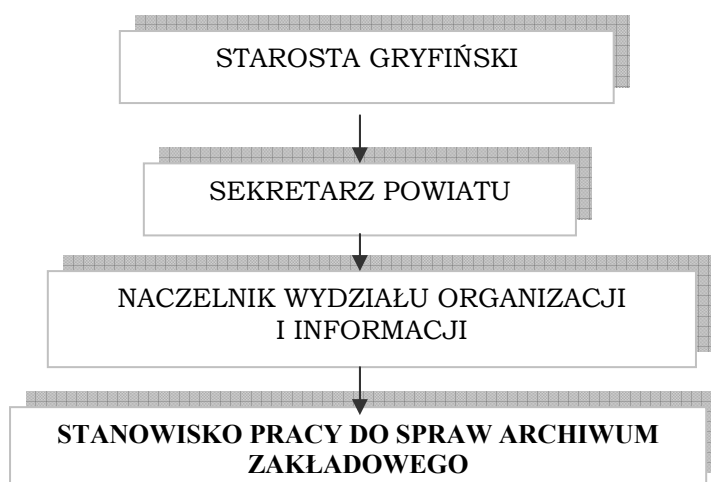 STAROSTA GRYFIŃSKI
SEKRETARZ POWIATU
NACZELNIK WYDZIAŁU ORGANIZACJI
I INFORMACJI
STANOWISKO PRACY DO SPRAW ARCHIWUM
ZAKŁADOWEGO